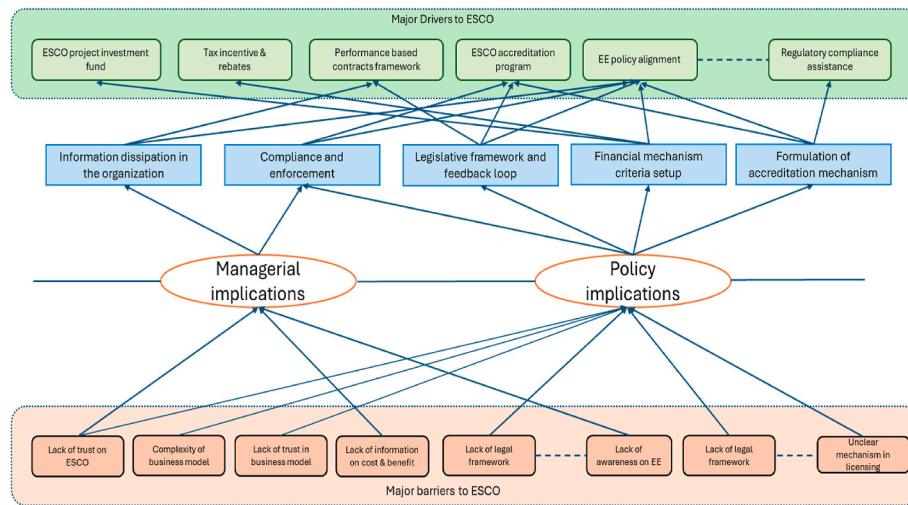 Major Drivers to ESCO
ESCO project investment
fund
Tax incentive &
rebates
Performance based
contracts framework
ESCO accreditation
program
EE policy alignment
Regulatory compliance
assistance
Information dissipation in
the organization
Compliance and
enforcement
Legislative framework and
feedback loop
Financial mechanism
criteria setup
Formulation of
accreditation mechanism
Managerial
implications
Policy
implications
Lack of trust on
ESCO
Complexity of
business model
Lack of trust in
business model
Lack of information
on cost & benefit
Lack of legal
framework
Lack of
awareness on EE
Lack of legal
framework
Unclear
mechanism in
licensing
Major barriers to ESCO